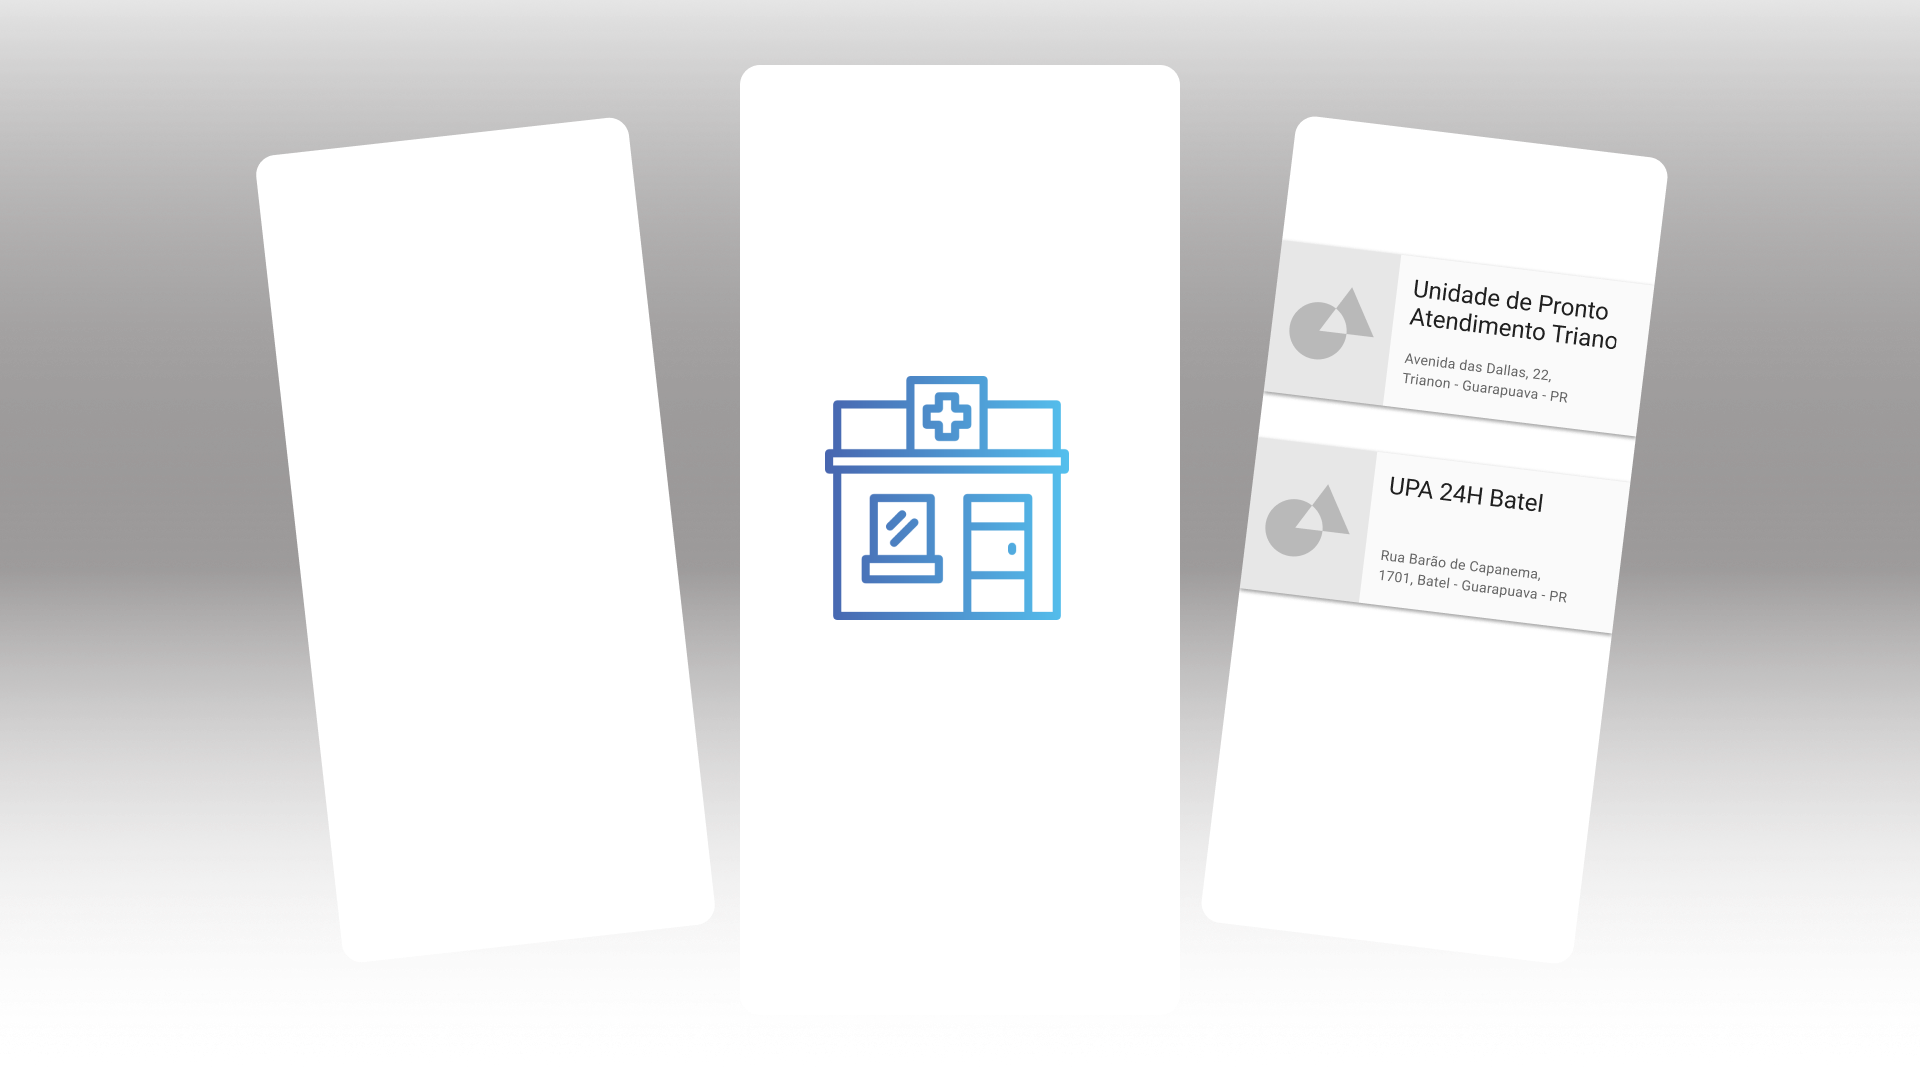 Unidade de Pronto
Atendimento Triano
Avenida das Dallas, 22,
Trianon - Guarapuava - PR
UPA 24H Batel
Rua Barão de Capanema,
1701, Batel - Guarapuava - PR